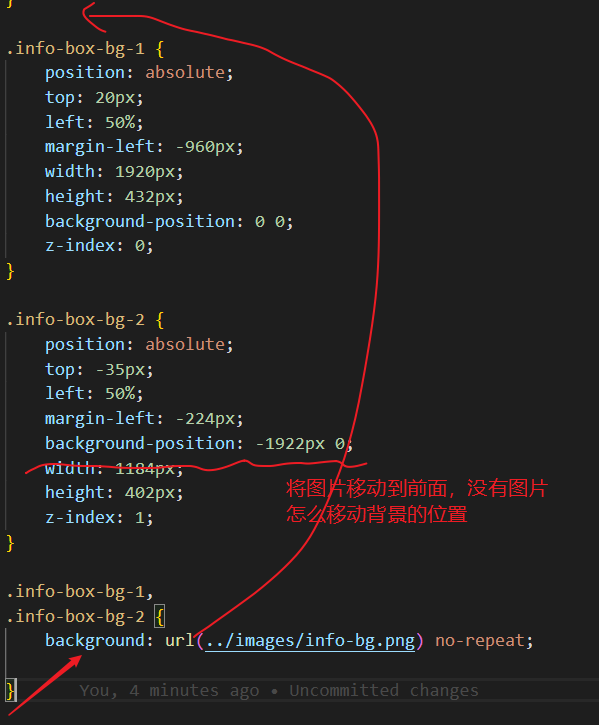 }
.info-box-bg-1 {
position: absolute;
top: 20px;
left: 50%;
margin-left: -960px;
width: 1920px;
height: 432px;
background-position: 0 0;
z-index: 0;
}
.info-box-bg-2 {
position: absolute;
top: -35px;
left: 50%;
margin-left: -224px;
background-position: -1922px 0;
width: 1184px;
height: 402px;
z-index: 1;
}
将图片移动到前面，没有图片
怎么移动背景的位置
.info-box-bg-1,
.info-box-bg-2 {
background: url(../images/info-bg.png) no-repeat;
} You, 4 minutes ago • Uncommitted changes